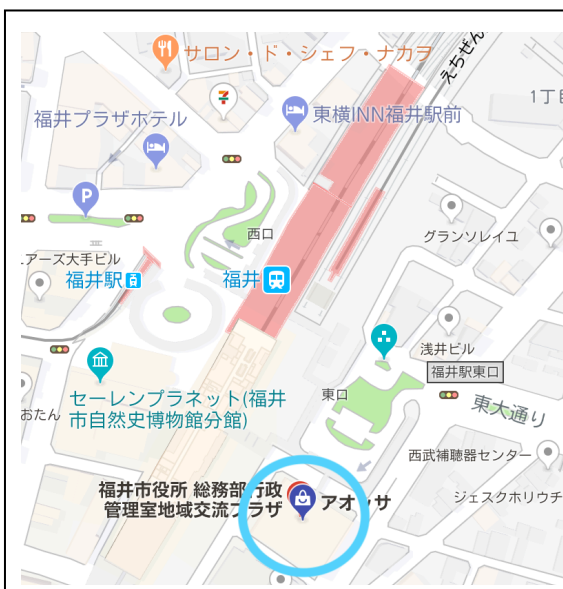 サロン・ド・シェフ・ナカヲ
えちぜん
1丁目
福井プラザホテル
東横INN福井駅前
P
西口
グランソレイユ
ニアーズ大手ビル
福井駅
福井
浅井ビル
福井駅東口
セーレンプラネット(福井
市自然史博物館分館)
おたん
東口
東大通り
西武補聴器センター
福井市役所 総務部行政
管理室地域交流プラザ
アオッサ
ジェスクホリウチ